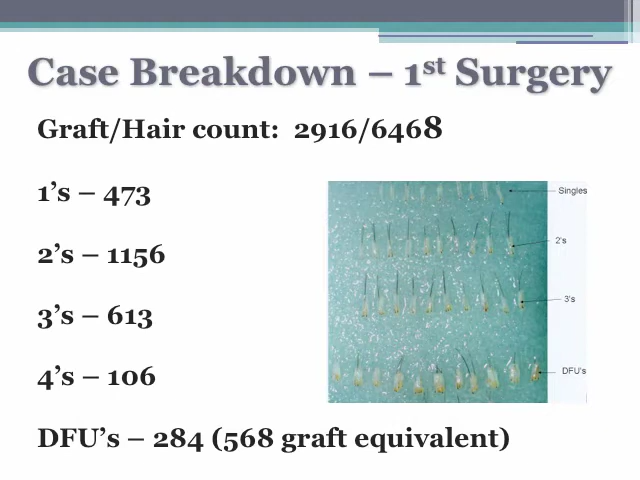 Case Breakdown – 1st Surgery
Graft/Hair count: 2916/6468
1’s – 473
2’s – 1156
3’s – 613
4’s – 106
DFU’s – 284 (568 graft equivalent)
Singles
2's
3's
DFU's